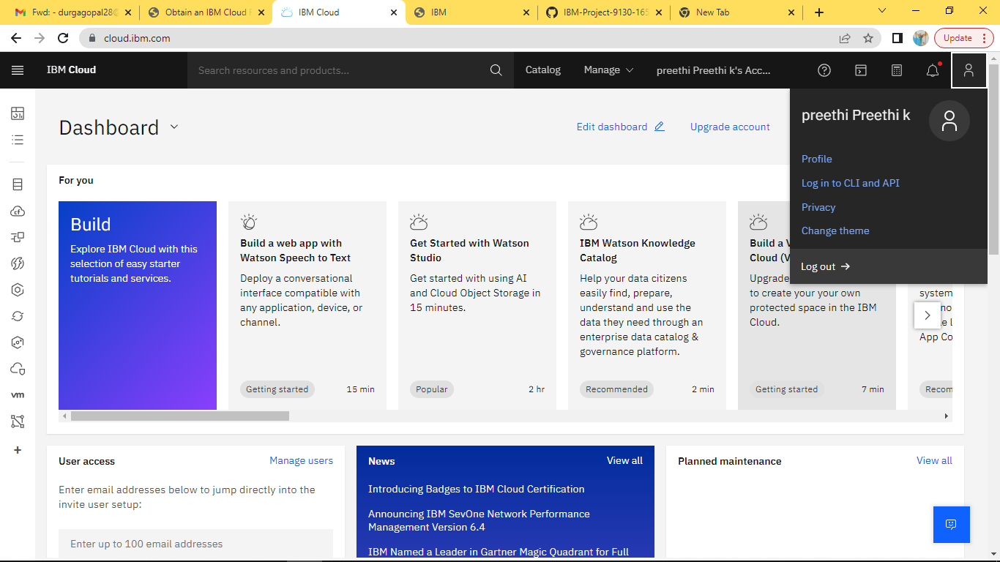 Fwd: - durgagopal28@
Obtain an IBM Cloud F
IBM Cloud
IBM
IBM-Project-9130-165
New Tab
cloud.ibm.com
Update
IBM Cloud
Search resources and products...
Catalog
Manage
preethi Preethi k's Acc...
preethi Preethi k
Profile
Log in to CLI and API
Privacy
Change theme
Log out
Dashboard
Edit dashboard
Upgrade account
For you
Build
Explore IBM Cloud with this
selection of easy starter
tutorials and services.
Build a web app with
Watson Speech to Text
Deploy a conversational
interface compatible with
any application, device, or
channel.
Getting started
15 min
Get Started with Watson
Studio
Get started with using AI
and Cloud Object Storage in
15 minutes.
Popular
2 hr
IBM Watson Knowledge
Catalog
Help your data citizens
easily find, prepare,
understand and use the
data they need through an
enterprise data catalog &
governance platform.
Recommended
2 min
Build a V
Cloud (V
Upgrade
to create your your own
protected space in the IBM
Cloud.
Getting started
7 min
system
App Co
Recom
cf
vm
User access
Manage users
Enter email addresses below to jump directly into the
invite user setup:
Enter up to 100 email addresses
News
View all
Introducing Badges to IBM Cloud Certification
Announcing IBM SevOne Network Performance
Management Version 6.4
IBM Named a Leader in Gartner Magic Quadrant for Full
Planned maintenance
View all